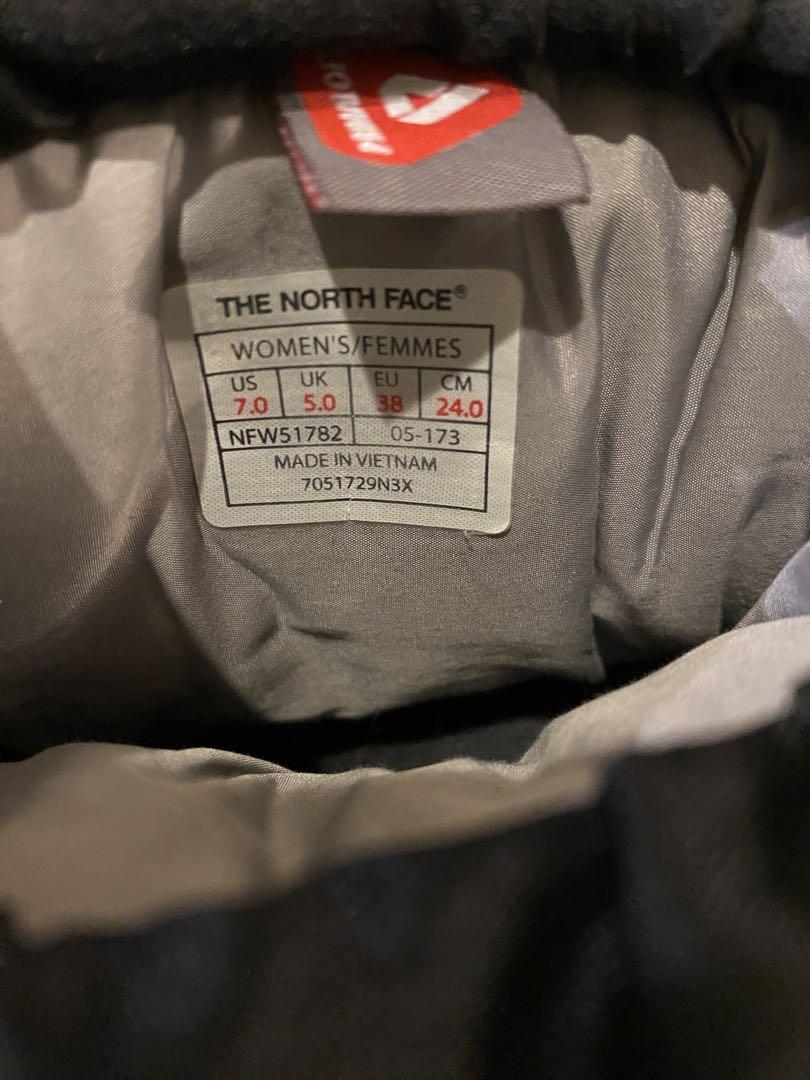 THE NORTH FACE®
WOMEN'S/FEMMES
US UK EU CM
7.0 5.0 38 24.0
NFW51782 05-173
MADE IN VIETNAM
7051729N3X